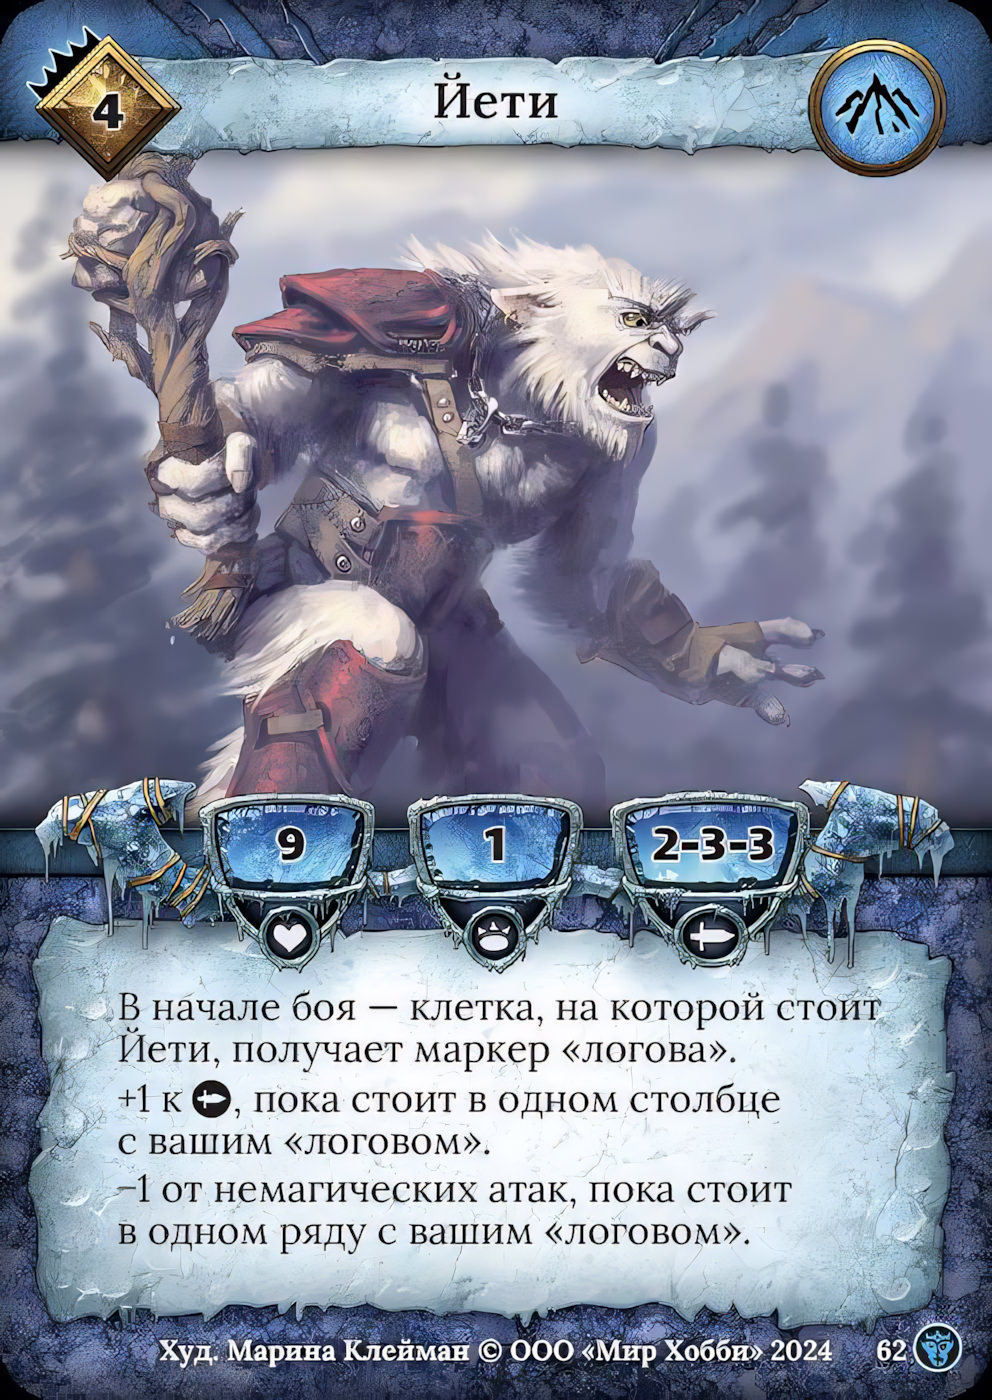 4
Йети
9
1
2-3-3
В начале боя — клетка, на которой стоит
Йети, получает маркер «логова».
+1 к , пока стоит в одном столбце
с вашим «логовом».
−1 от немагических атак, пока стоит
в одном ряду с вашим «логовом».
Худ. Марина Клейман © ООО «Мир Хобби» 2024
62